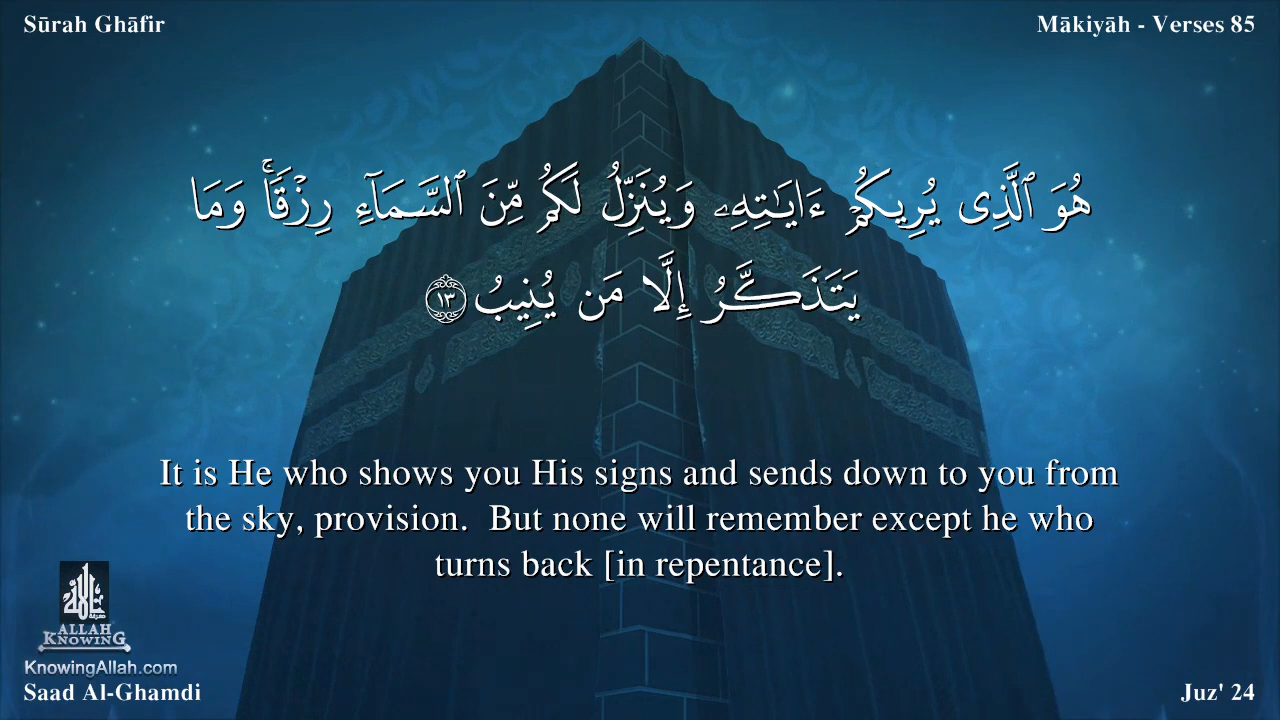 Sūrah Ghāfir
Mākiyāh - Verses 85
هُوَ ٱلَّذِى يُرِيكُمْ ءَايَـٰتِهِۦ وَيُنَزِّلُ لَكُم مِّنَ ٱلسَّمَآءِ رِزْقًۭا ۚ وَمَا
يَتَذَكَّرُ إِلَّا مَن يُنِيبُ ١٣
It is He who shows you His signs and sends down to you from
the sky, provision.  But none will remember except he who
turns back [in repentance].
ALLAH
KNOWING
KnowingAllah.com
Saad Al-Ghamdi
Juz' 24